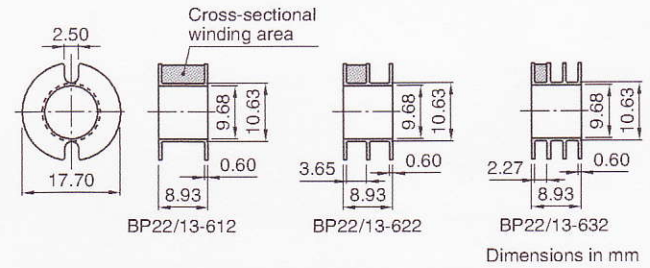 Cross-sectional
winding area
2.50
17.70
9.68
10.63
0.60
8.93
BP22/13-612
9.68
10.63
3.65
0.60
8.93
BP22/13-622
9.68
10.63
2.27
0.60
8.93
BP22/13-632
Dimensions in mm